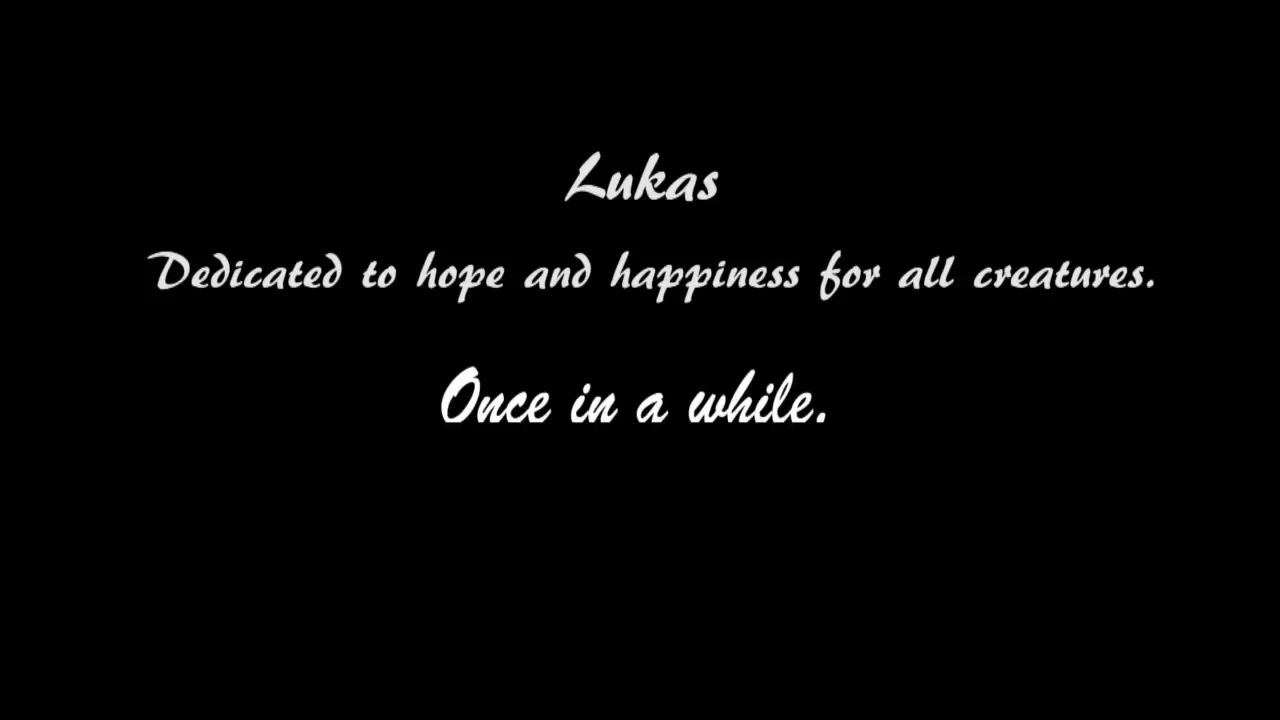 Lukas
Dedicated to hope and happiness for all creatures.
Once in a while.